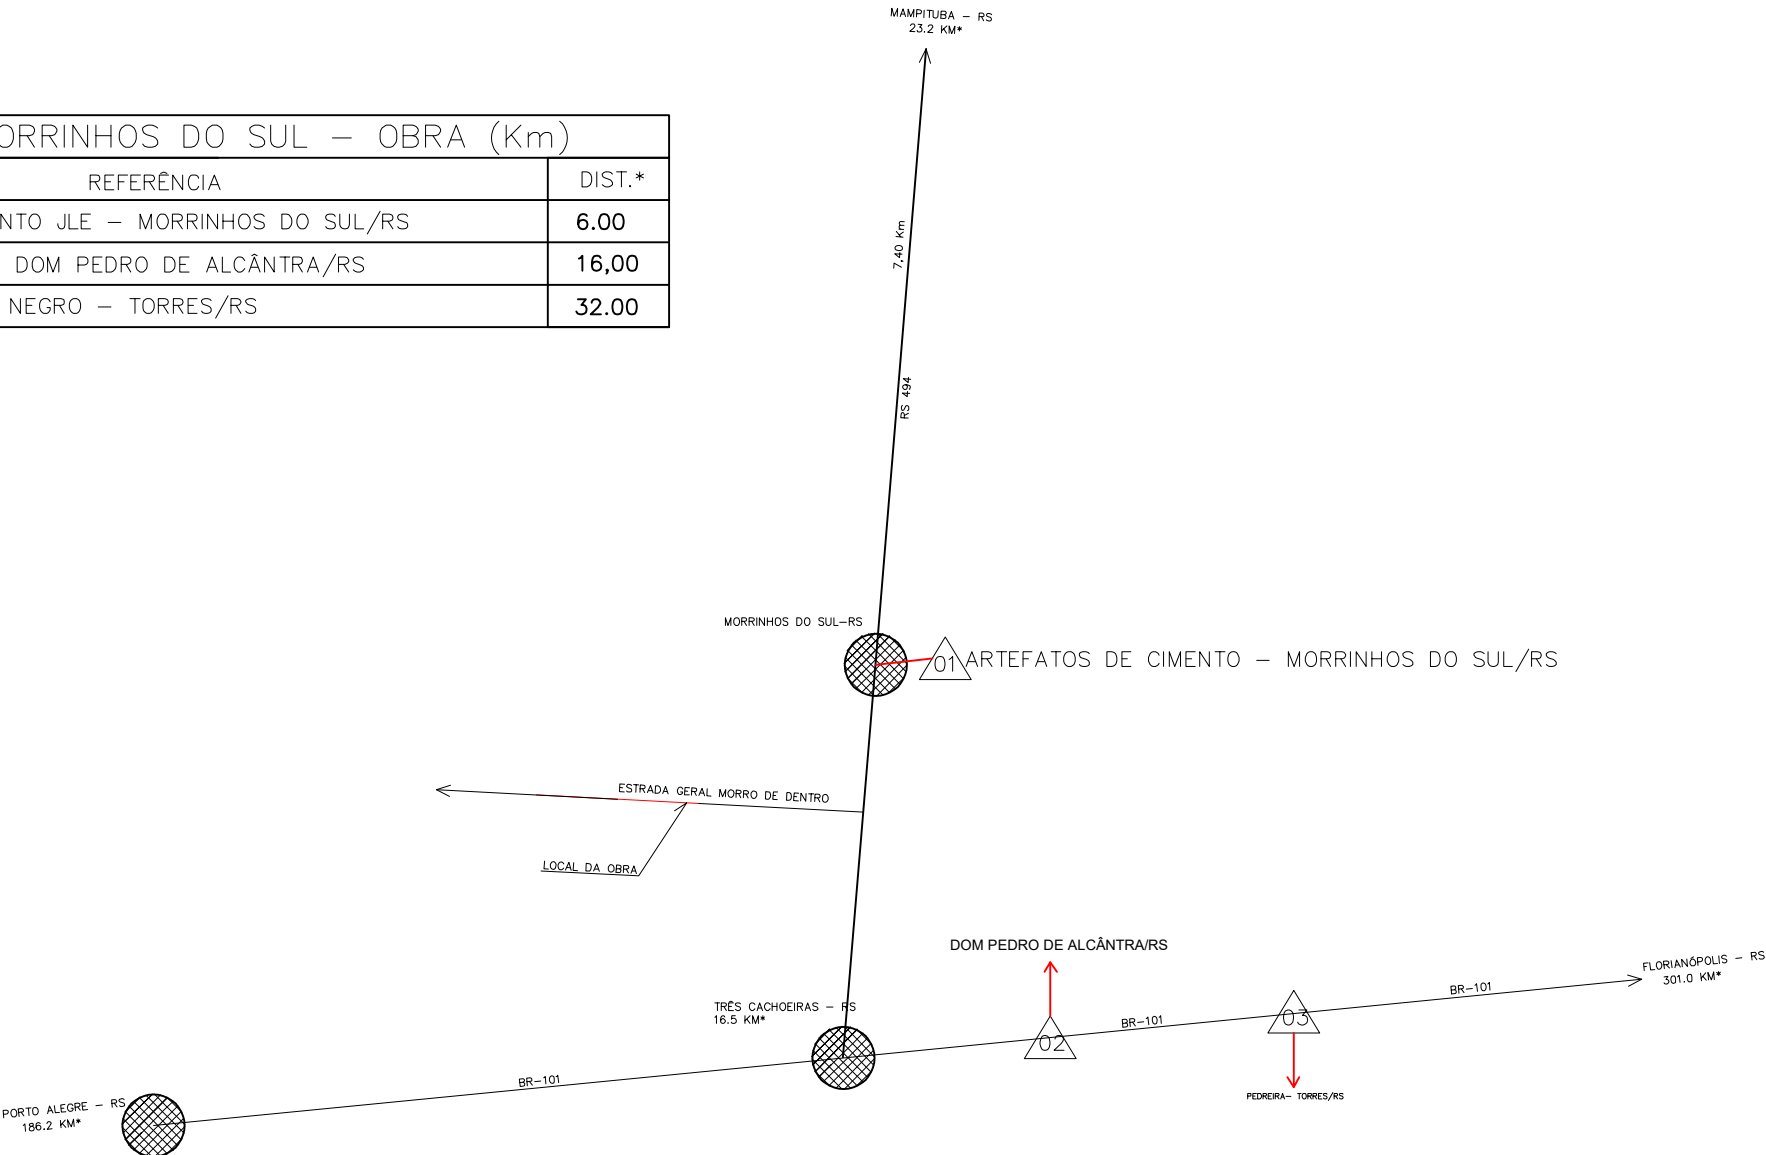 MAMPITUBA – RS
23.2 KM*
ORRINHOS DO SUL – OBRA (Km)
REFERÊNCIA DIST.*
NTO JLE – MORRINHOS DO SUL/RS 6.00
DOM PEDRO DE ALCÂNTRA/RS 16,00
NEGRO – TORRES/RS 32.00
7,40 Km
RS 494
MORRINHOS DO SUL–RS
01 ARTEFATOS DE CIMENTO – MORRINHOS DO SUL/RS
ESTRADA GERAL MORRO DE DENTRO
LOCAL DA OBRA
DOM PEDRO DE ALCÂNTRA/RS
FLORIANÓPOLIS – RS
301.0 KM*
BR–101
TRÊS CACHOEIRAS – RS
16.5 KM*
03
BR–101
02
BR–101
PEDREIRA– TORRES/RS
PORTO ALEGRE – RS
186.2 KM*